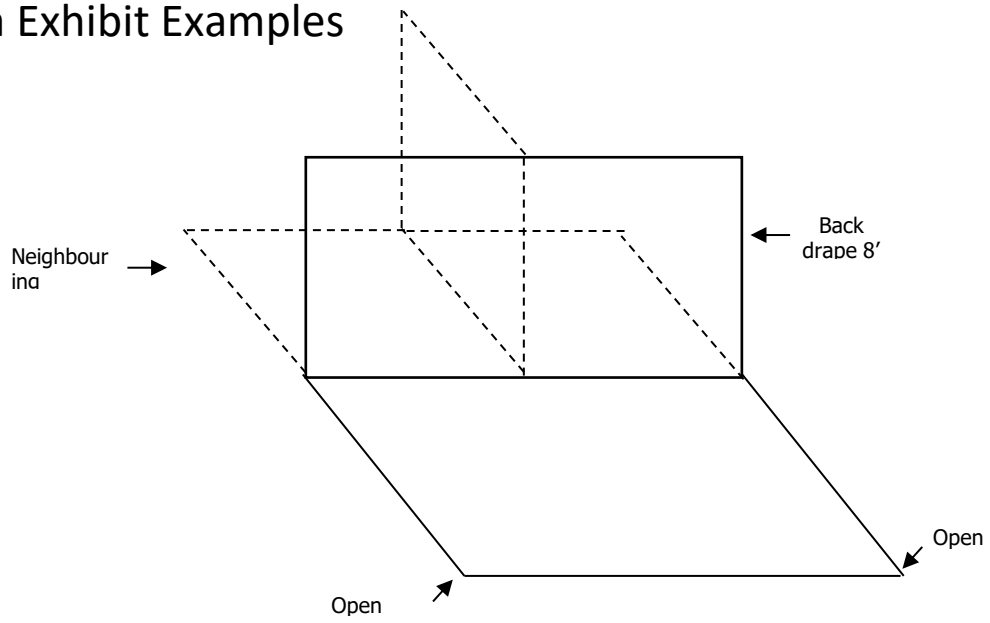 Exhibit Examples
Back
drape 8′
Neighbour
ing
Open
Open